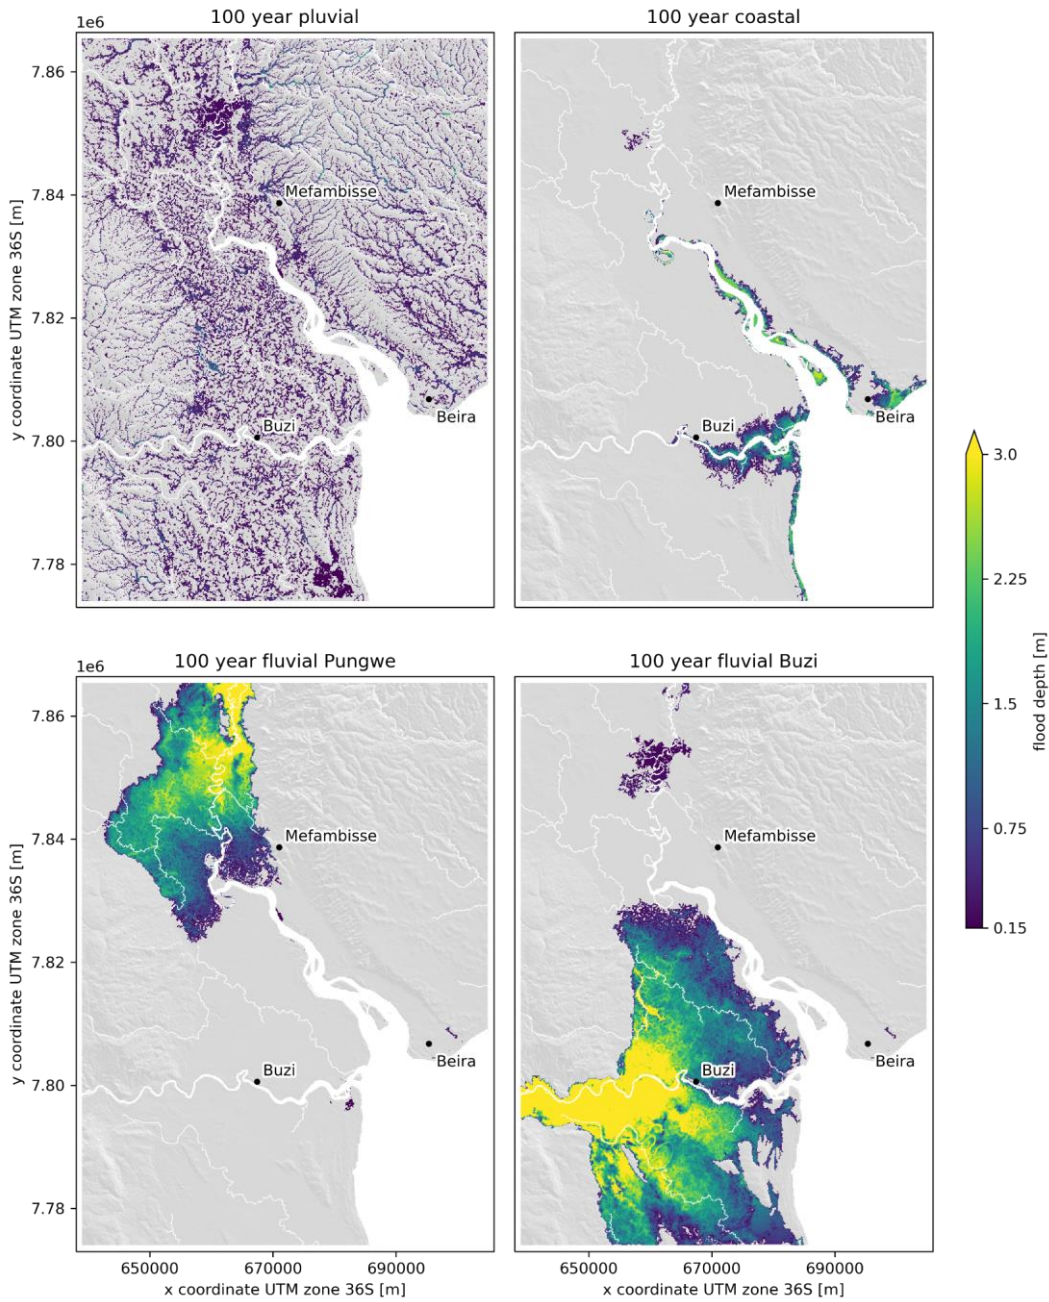 100 year pluvial
100 year coastal
1e6
7.86
7.84
7.82
7.80
7.78
y coordinate UTM zone 36S [m]
Mefambisse
Buzi
Beira
Mefambisse
Buzi
Beira
3.0
2.25
1.5
0.75
0.15
flood depth [m]
100 year fluvial Pungwe
100 year fluvial Buzi
1e6
7.86
7.84
7.82
7.80
7.78
y coordinate UTM zone 36S [m]
Mefambisse
Buzi
Beira
Mefambisse
Buzi
Beira
650000 670000 690000
x coordinate UTM zone 36S [m]
650000 670000 690000
x coordinate UTM zone 36S [m]